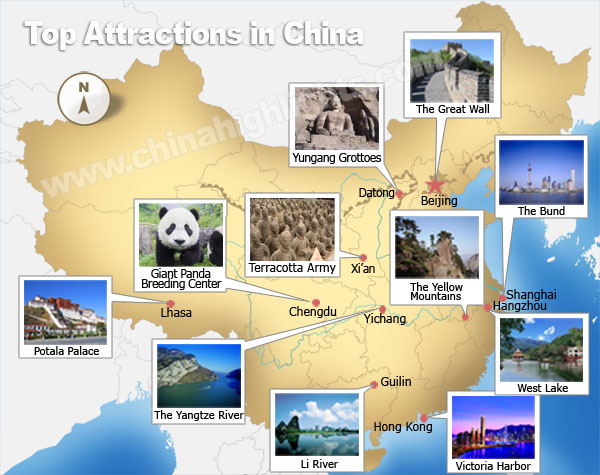 Top Attractions in China
N
www.chinahighlights.com
The Great Wall
Yungang Grottoes
Datong
Beijing
The Bund
Giant Panda
Breeding Center
Terracotta Army
Xi'an
The Yellow
Mountains
Shanghai
Hangzhou
Lhasa
Chengdu
Yichang
Potala Palace
West Lake
The Yangtze River
Guilin
Li River
Hong Kong
Victoria Harbor